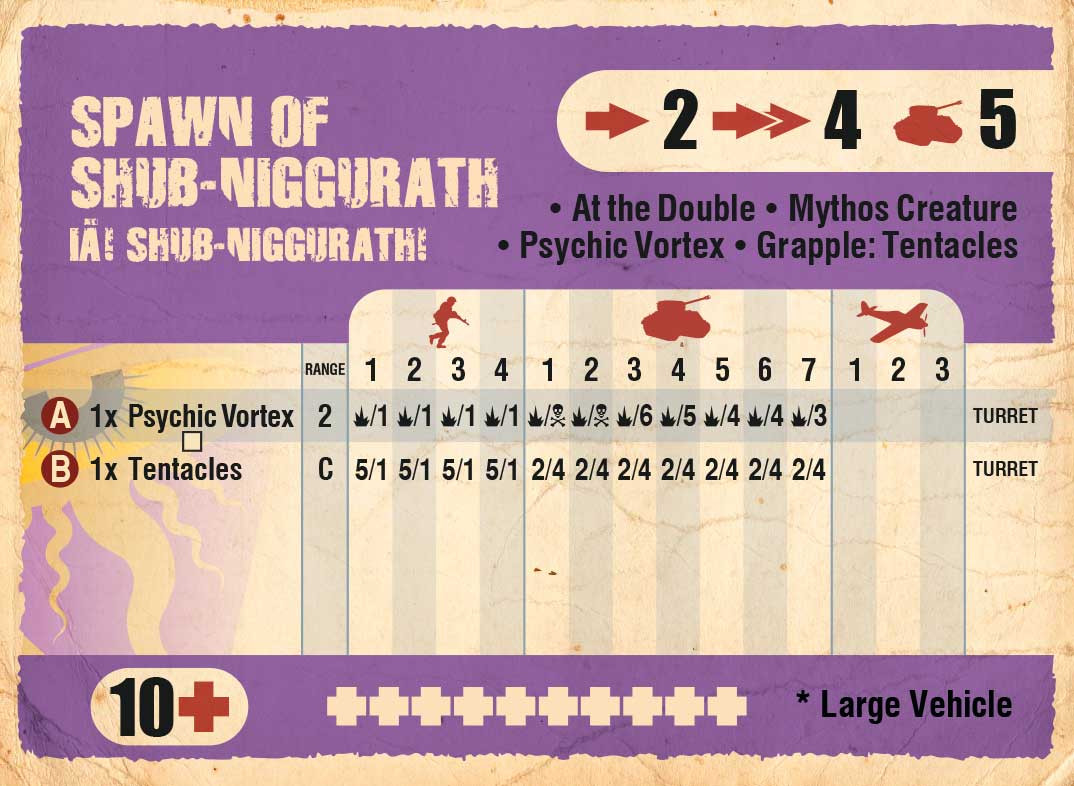 SPAWN OF
SHUB-NIGGURATH
IÄ! SHUB-NIGGURATH!
2 4 5
• At the Double • Mythos Creature
• Psychic Vortex • Grapple: Tentacles
RANGE 1 2 3 4 1 2 3 4 5 6 7 1 2 3
A 1x Psychic Vortex 2 /1 /1 /1 /1 / / /6 /5 /4 /4 /3 TURRET
B 1x Tentacles C 5/1 5/1 5/1 5/1 2/4 2/4 2/4 2/4 2/4 2/4 2/4 TURRET
10+
* Large Vehicle